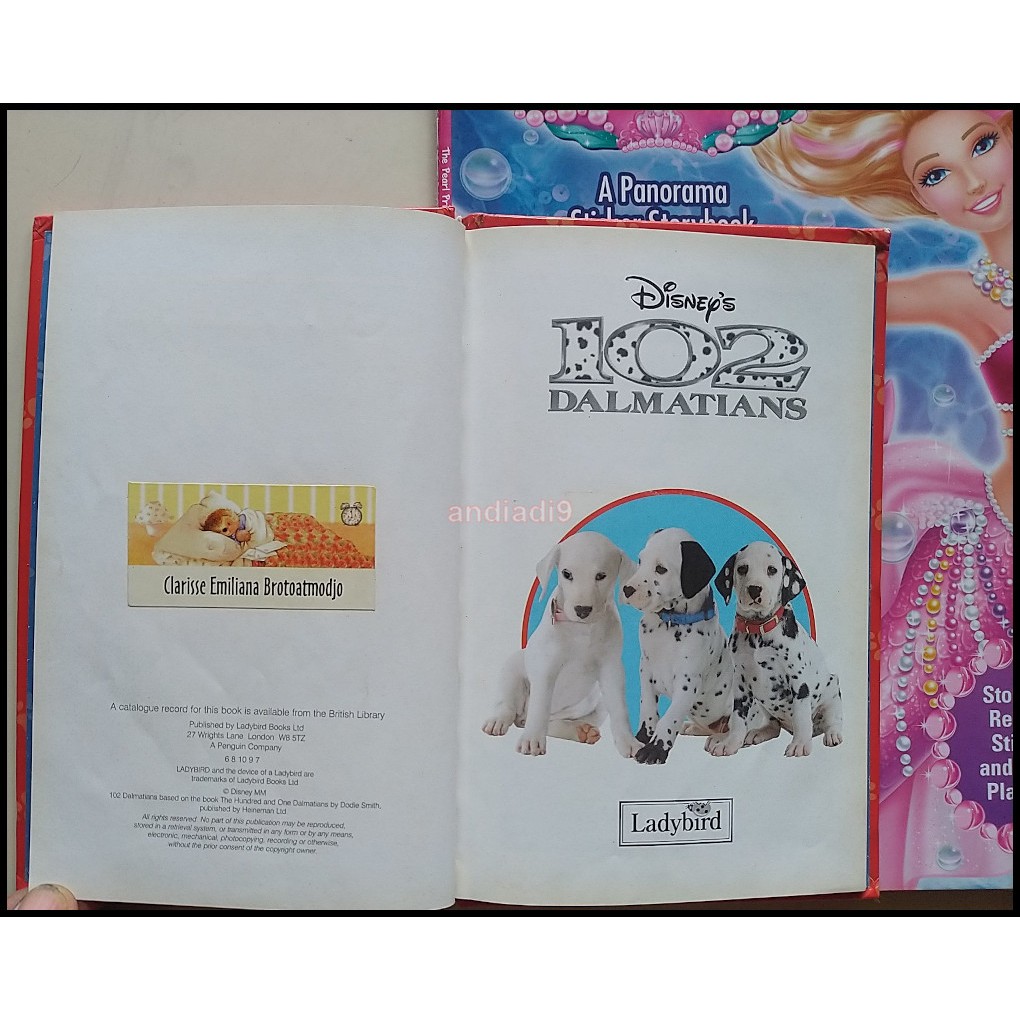 The Pearl Pr
A Panorama
Sticker Storybook
DISNEY'S
102
DALMATIANS
andiadi9
Clarisse Emiliana Brotoatmodjo
A catalogue record for this book is available from the British Library
Published by Ladybird Books Ltd
27 Wrights Lane London W8 5TZ
A Penguin Company
6 8 10 9 7
LADYBIRD and the device of a Ladybird are
trademarks of Ladybird Books Ltd
© Disney MM
102 Dalmatians based on the book The Hundred and One Dalmatians by Dodie Smith,
published by Heineman Ltd.
All rights reserved. No part of this publication may be reproduced,
stored in a retrieval system, or transmitted in any form or by any means,
electronic, mechanical, photocopying, recording or otherwise,
without the prior consent of the copyright owner.
Ladybird
Sto
Re
Sti
and
Pla